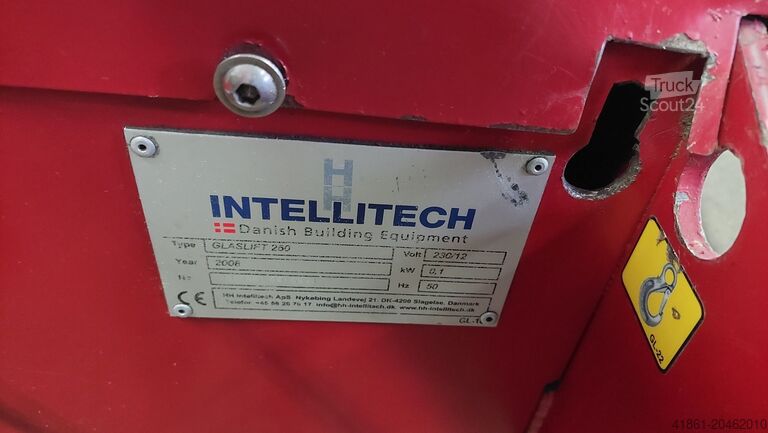 Truck
Scout24
HH
INTELLITECH
Danish Building Equipment
Type GLASLIFT 250 Volt 230/12
Year kW 0,1
No Hz 50
CE HH Intellitech ApS Nykøbing Landevej 21. DK-4200 Slagelse. Danmark
info@hh-intellitech.dk www.hh-intellitech.dk
GL-22
41861-20462010